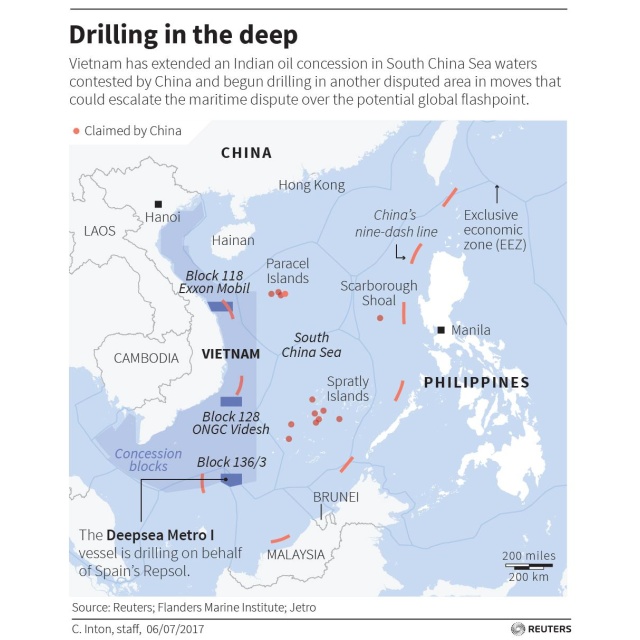 Drilling in the deep
Vietnam has extended an Indian oil concession in South China Sea waters
contested by China and begun drilling in another disputed area in moves that
could escalate the maritime dispute over the potential global flashpoint.
Claimed by China
CHINA
Hong Kong
Hanoi
LAOS
Hainan
China's
nine-dash line
Exclusive
economic
zone (EEZ)
Block 118
Exxon Mobil
Paracel
Islands
Scarborough
Shoal
Manila
South
China Sea
VIETNAM
CAMBODIA
Spratly
Islands
PHILIPPINES
Block 128
ONGC Videsh
Concession
blocks
Block 136/3
BRUNEI
The Deepsea Metro I
vessel is drilling on behalf
of Spain's Repsol.
MALAYSIA
200 miles
200 km
Source: Reuters; Flanders Marine Institute; Jetro
C. Inton, staff, 06/07/2017
REUTERS